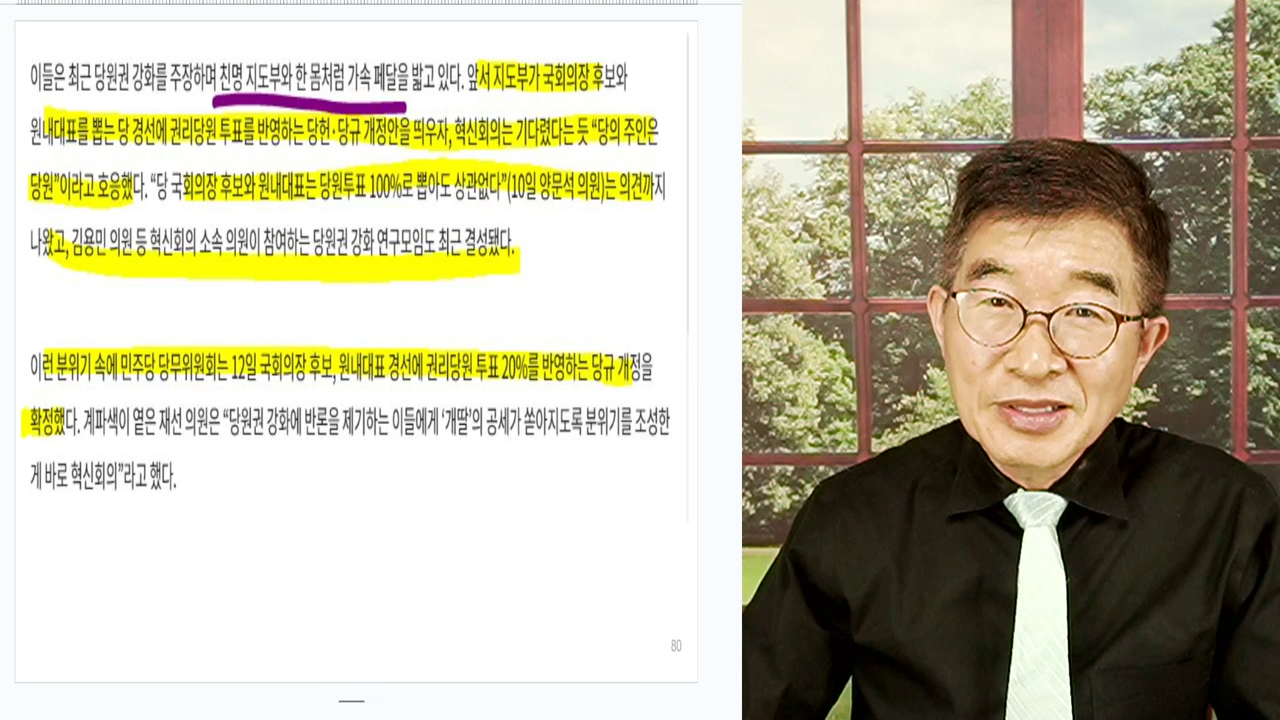 이들은 최근 당원권 강화를 주장하며 친명 지도부와 한 몸처럼 가속 페달을 밟고 있다. 앞서 지도부가 국회의장 후보와
원내대표를 뽑는 당 경선에 권리당원 투표를 반영하는 당헌·당규 개정안을 띄우자, 혁신회의는 기다렸다는 듯 “당의 주인은
당원”이라고 호응했다. “당 국회의장 후보와 원내대표는 당원투표 100%로 뽑아도 상관없다”(10일 양문석 의원)는 의견까지
나왔고, 김용민 의원 등 혁신회의 소속 의원이 참여하는 당원권 강화 연구모임도 최근 결성됐다.
이런 분위기 속에 민주당 당무위원회는 12일 국회의장 후보, 원내대표 경선에 권리당원 투표 20%를 반영하는 당규 개정을
확정했다. 계파색이 옅은 재선 의원은 “당원권 강화에 반론을 제기하는 이들에게 ‘개딸’의 공세가 쏟아지도록 분위기를 조성한
게 바로 혁신회의”라고 했다.
80